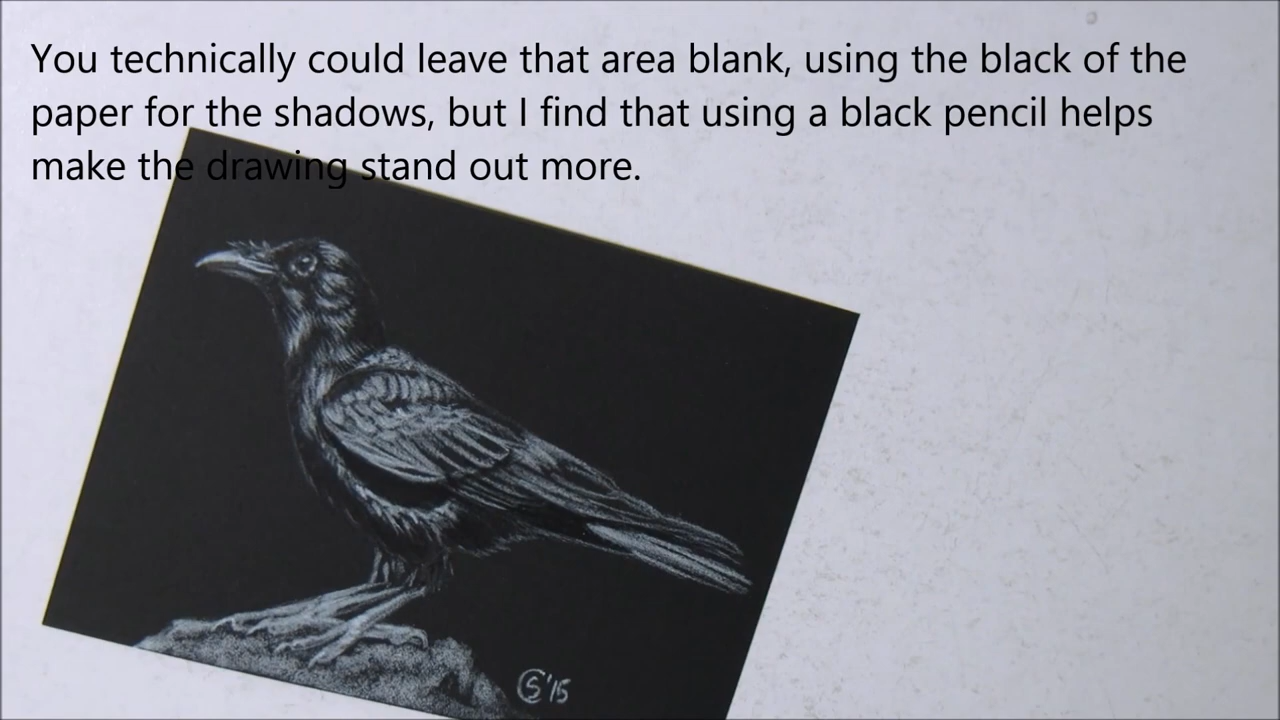 You technically could leave that area blank, using the black of the
paper for the shadows, but I find that using a black pencil helps
make the drawing stand out more.
CS'15